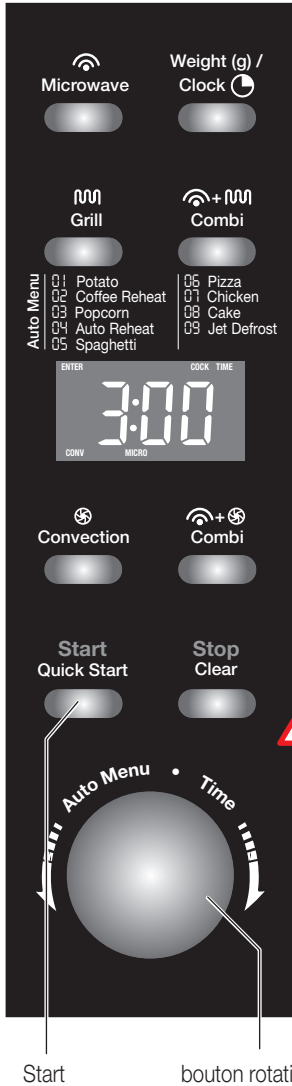 Microwave
Weight (g) /
Clock
Grill
+
Combi
Auto Menu
01 Potato
02 Coffee Reheat
03 Popcorn
04 Auto Reheat
05 Spaghetti
06 Pizza
07 Chicken
08 Cake
09 Jet Defrost
ENTER COCK TIME
3:00
CONV MICRO
Convection
+
Combi
Start
Quick Start
Stop
Clear
Auto Menu • Time
Start
bouton rotati